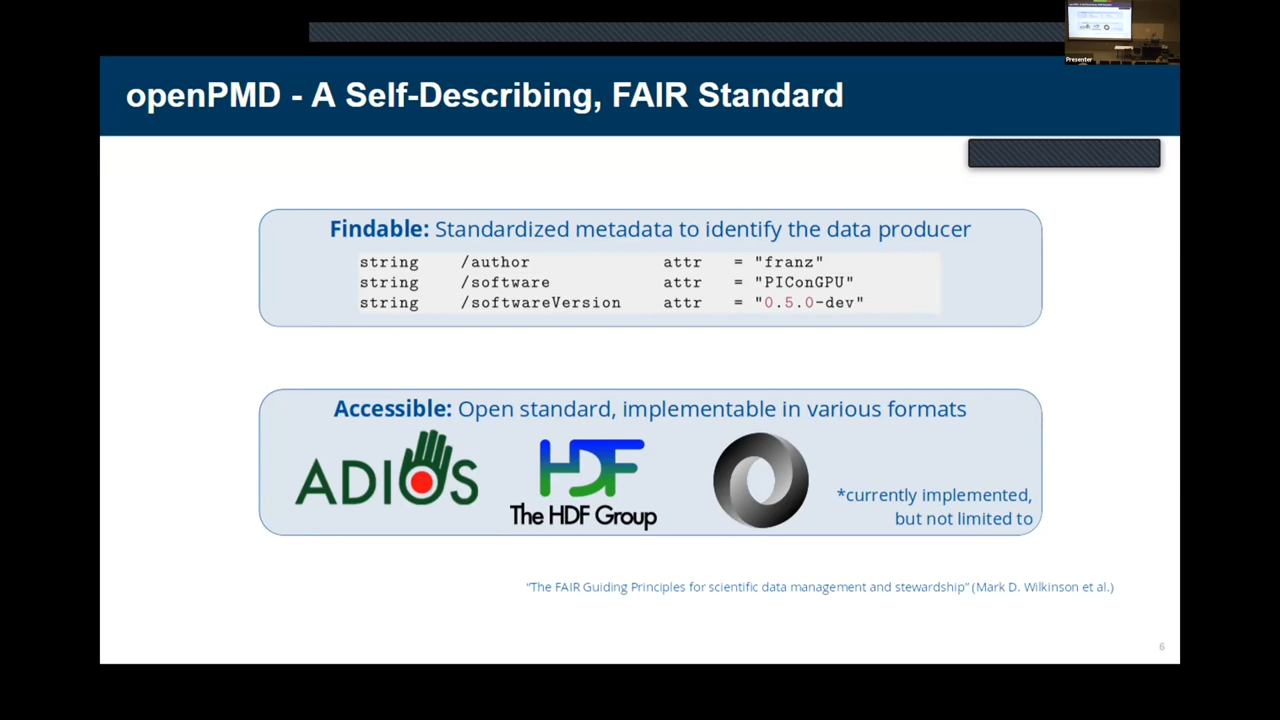 Presenter
openPMD - A Self-Describing, FAIR Standard
Findable: Standardized metadata to identify the data producer
string /author attr = "franz"
string /software attr = "PIConGPU"
string /softwareVersion attr = "0.5.0-dev"
Accessible: Open standard, implementable in various formats
ADIOS
HDF
The HDF Group
*currently implemented,
but not limited to
"The FAIR Guiding Principles for scientific data management and stewardship" (Mark D. Wilkinson et al.)
6